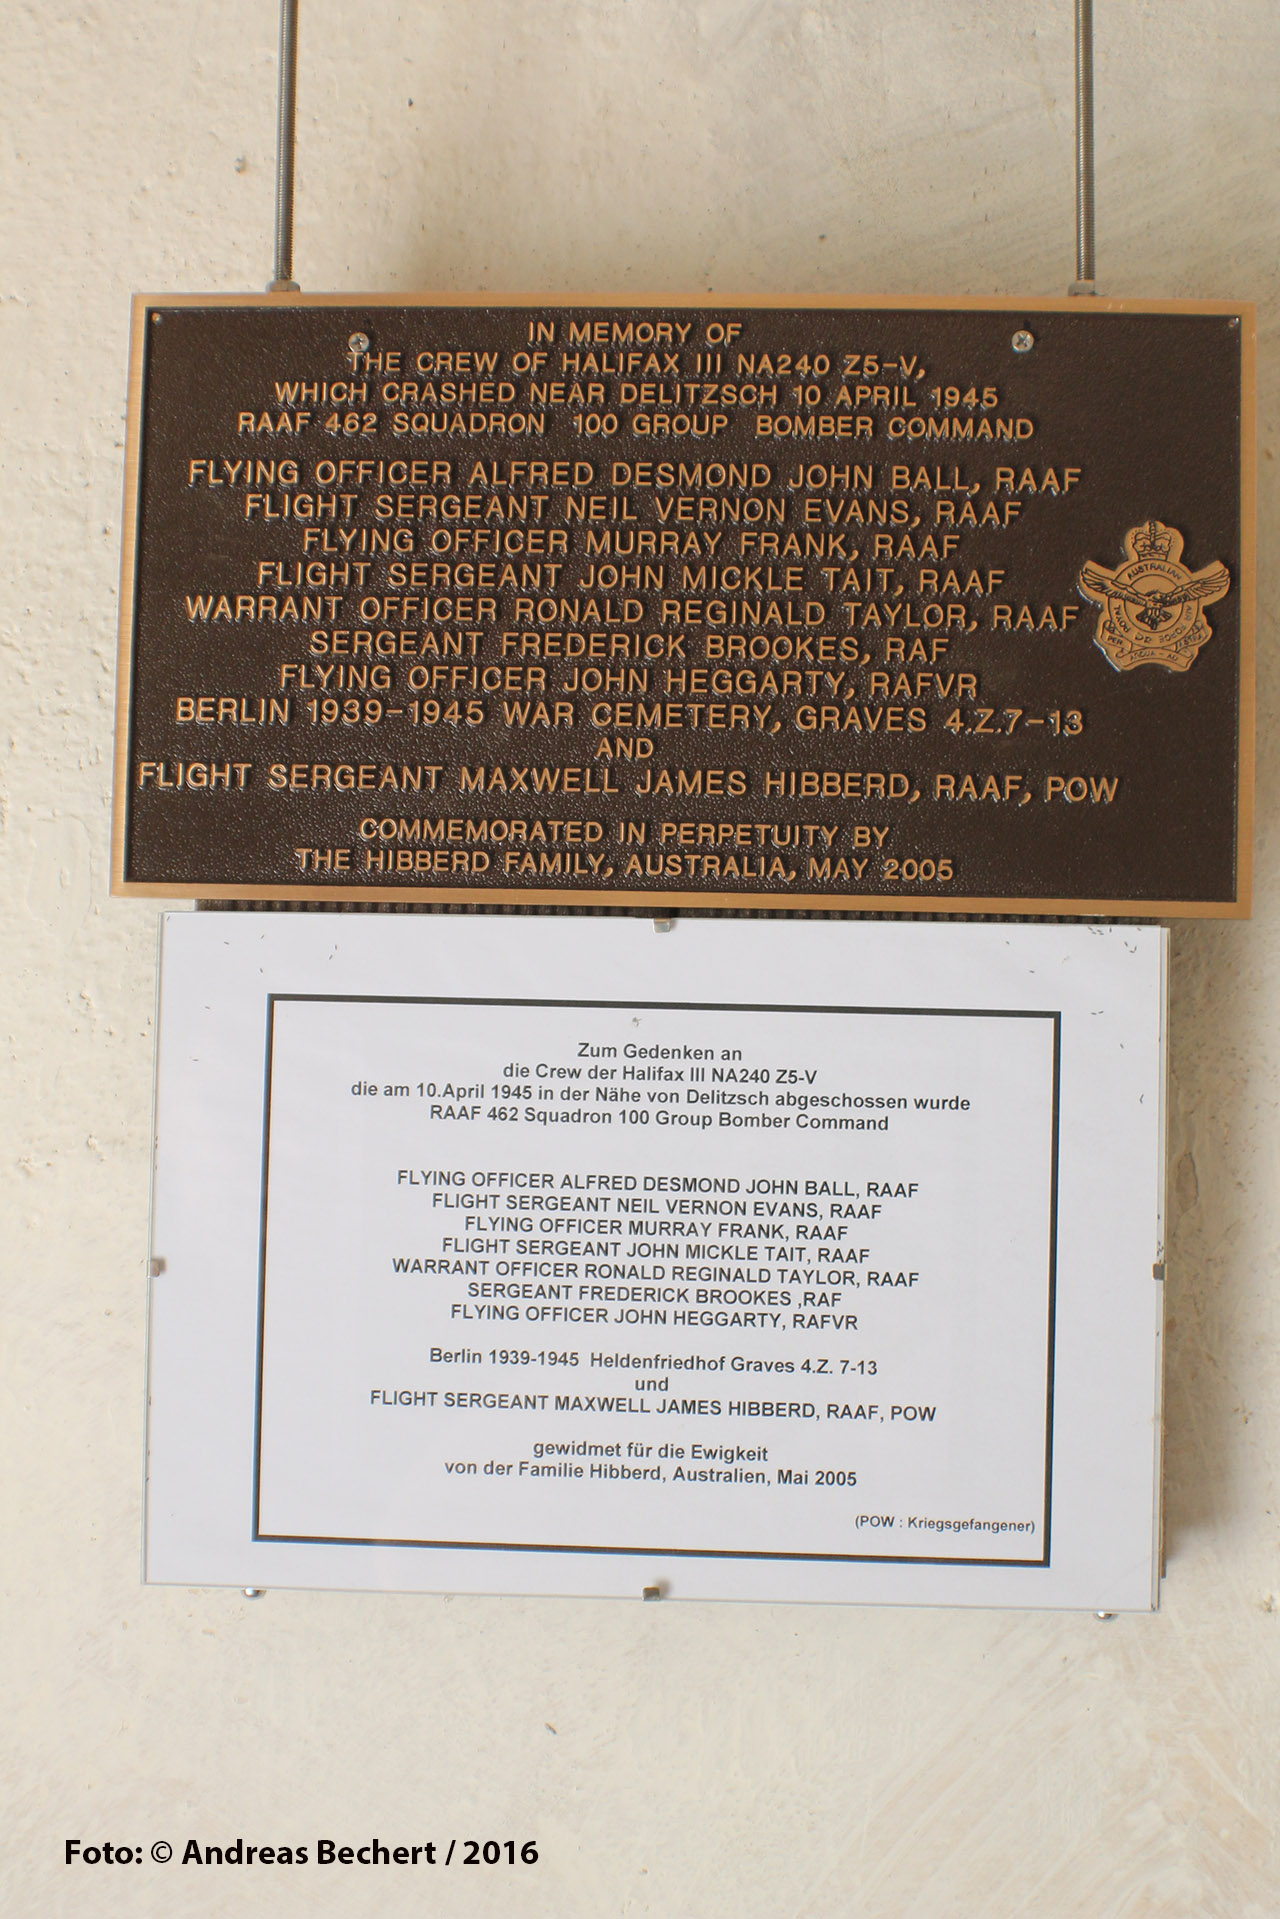 IN MEMORY OF
THE CREW OF HALIFAX III NA240 Z5-V,
WHICH CRASHED NEAR DELITZSCH 10 APRIL 1945
RAAF 462 SQUADRON 100 GROUP BOMBER COMMAND
FLYING OFFICER ALFRED DESMOND JOHN BALL, RAAF
FLIGHT SERGEANT NEIL VERNON EVANS, RAAF
FLYING OFFICER MURRAY FRANK, RAAF
FLIGHT SERGEANT JOHN MICKLE TAIT, RAAF
WARRANT OFFICER RONALD REGINALD TAYLOR, RAAF
SERGEANT FREDERICK BROOKES, RAF
FLYING OFFICER JOHN HEGGARTY, RAFVR
BERLIN 1939-1945 WAR CEMETERY, GRAVES 4.Z.7-13
AND
FLIGHT SERGEANT MAXWELL JAMES HIBBERD, RAAF, POW
COMMEMORATED IN PERPETUITY BY
THE HIBBERD FAMILY, AUSTRALIA, MAY 2005
AUSTRALIAN
Zum Gedenken an
die Crew der Halifax III NA240 Z5-V
die am 10.April 1945 in der Nähe von Delitzsch abgeschossen wurde
RAAF 462 Squadron 100 Group Bomber Command
FLYING OFFICER ALFRED DESMOND JOHN BALL, RAAF
FLIGHT SERGEANT NEIL VERNON EVANS, RAAF
FLYING OFFICER MURRAY FRANK, RAAF
FLIGHT SERGEANT JOHN MICKLE TAIT, RAAF
WARRANT OFFICER RONALD REGINALD TAYLOR, RAAF
SERGEANT FREDERICK BROOKES ,RAF
FLYING OFFICER JOHN HEGGARTY, RAFVR
Berlin 1939-1945 Heldenfriedhof Graves 4.Z. 7-13
und
FLIGHT SERGEANT MAXWELL JAMES HIBBERD, RAAF, POW
gewidmet für die Ewigkeit
von der Familie Hibberd, Australien, Mai 2005
(POW : Kriegsgefangener)
Foto: © Andreas Bechert / 2016